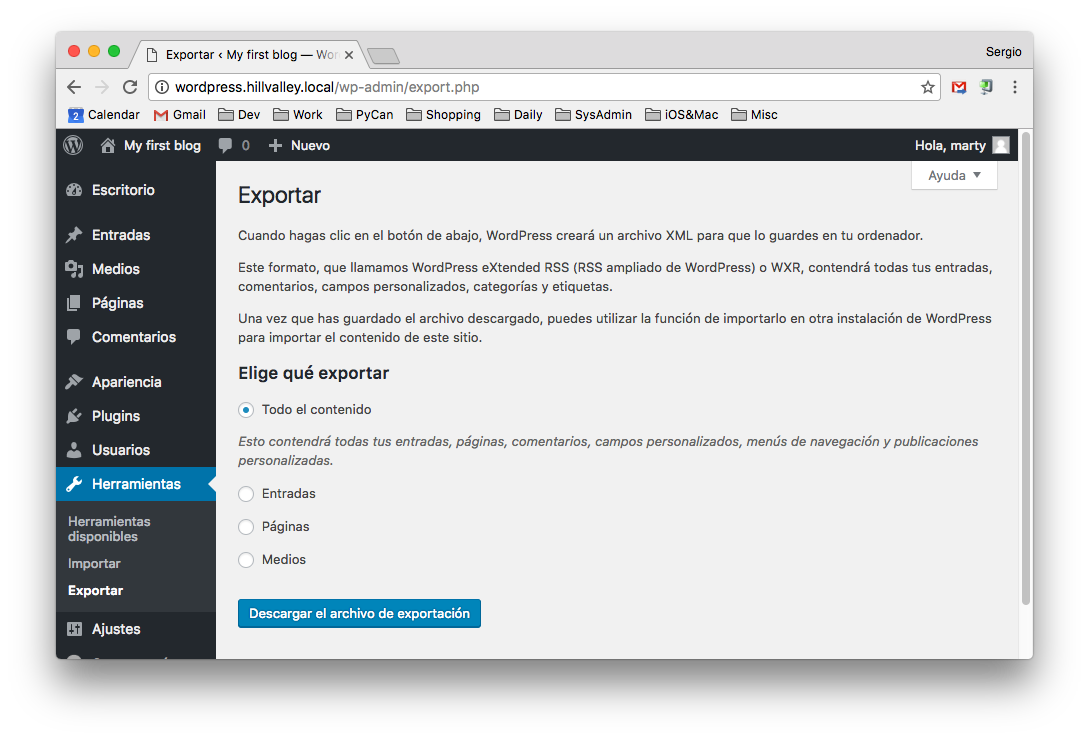 Exportar ‹ My first blog — Wor
Sergio
wordpress.hillvalley.local/wp-admin/export.php
2 Calendar Gmail Dev Work PyCan Shopping Daily SysAdmin iOS&Mac Misc
My first blog 0 Nuevo Hola, marty
Ayuda
Escritorio
Entradas
Medios
Páginas
Comentarios
Apariencia
Plugins
Usuarios
Herramientas
Herramientas
disponibles
Importar
Exportar
Ajustes
Exportar
Cuando hagas clic en el botón de abajo, WordPress creará un archivo XML para que lo guardes en tu ordenador.
Este formato, que llamamos WordPress eXtended RSS (RSS ampliado de WordPress) o WXR, contendrá todas tus entradas,
comentarios, campos personalizados, categorías y etiquetas.
Una vez que has guardado el archivo descargado, puedes utilizar la función de importarlo en otra instalación de WordPress
para importar el contenido de este sitio.
Elige qué exportar
Todo el contenido
Esto contendrá todas tus entradas, páginas, comentarios, campos personalizados, menús de navegación y publicaciones
personalizadas.
Entradas
Páginas
Medios
Descargar el archivo de exportación